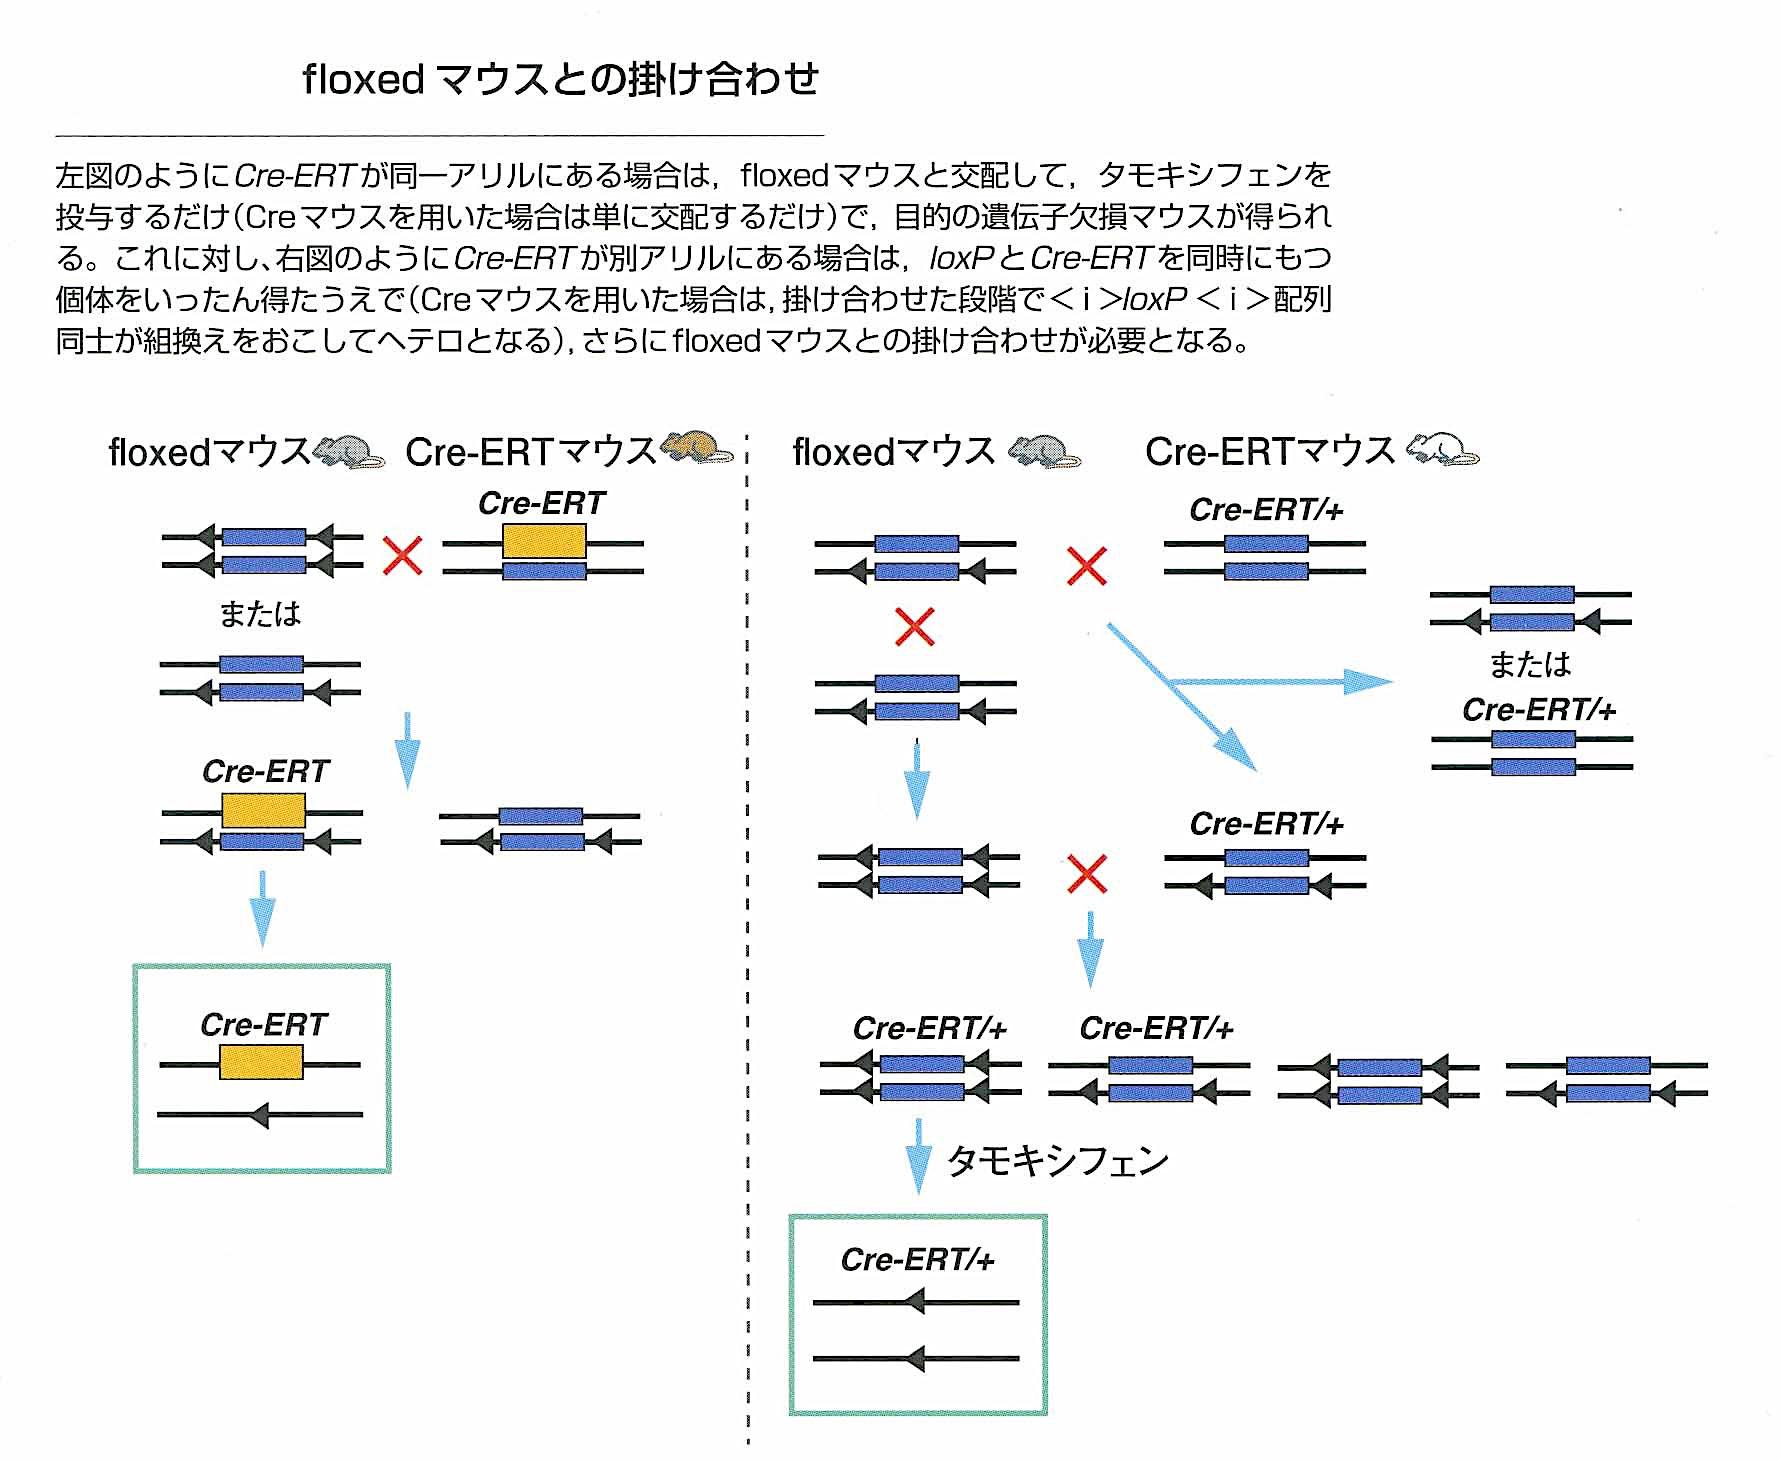 floxed マウスとの掛け合わせ
左図のようにCre-ERTが同一アリルにある場合は，floxedマウスと交配して，タモキシフェンを
投与するだけ(Creマウスを用いた場合は単に交配するだけ)で，目的の遺伝子欠損マウスが得られ
る。これに対し、右図のようにCre-ERTが別アリルにある場合は，loxPとCre-ERTを同時にもつ
個体をいったん得たうえで(Creマウスを用いた場合は，掛け合わせた段階で＜i＞loxP＜i＞配列
同士が組換えをおこしてヘテロとなる)，さらにfloxedマウスとの掛け合わせが必要となる。
floxedマウス
Cre-ERTマウス
Cre-ERT
または
Cre-ERT
Cre-ERT
floxedマウス
Cre-ERTマウス
Cre-ERT/+
または
Cre-ERT/+
Cre-ERT/+
Cre-ERT/+
Cre-ERT/+
タモキシフェン
Cre-ERT/+